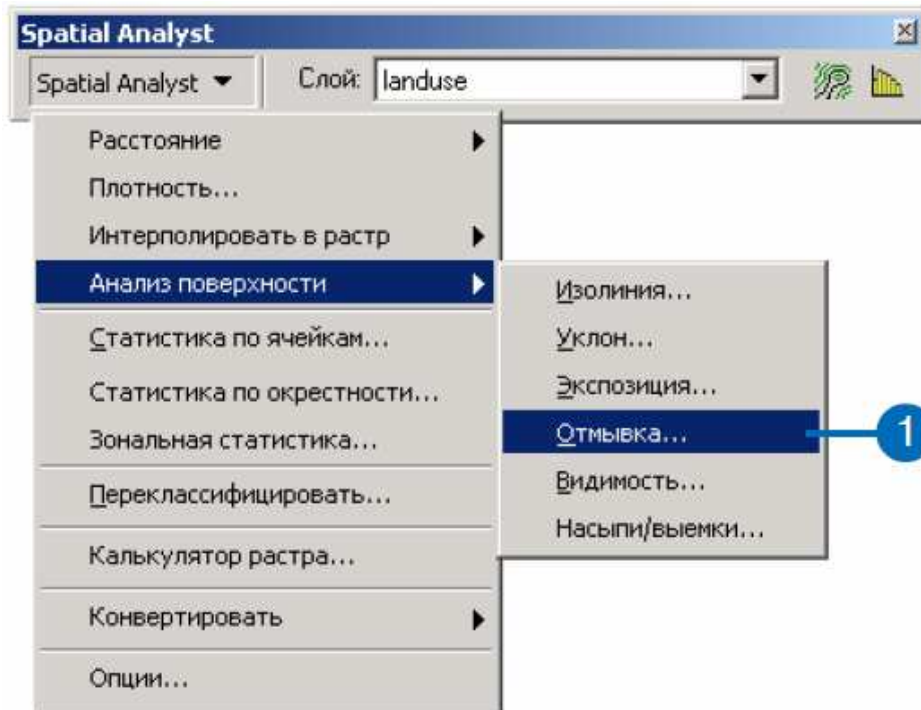 Spatial Analyst
Spatial Analyst
Слой: landuse
Расстояние
Плотность...
Интерполировать в растр
Анализ поверхности
Статистика по ячейкам...
Статистика по окрестности...
Зональная статистика...
Переклассифицировать...
Калькулятор растра...
Конвертировать
Опции...
Изолиния...
Уклон...
Экспозиция...
Отмывка...
1
Видимость...
Насыпи/выемки...